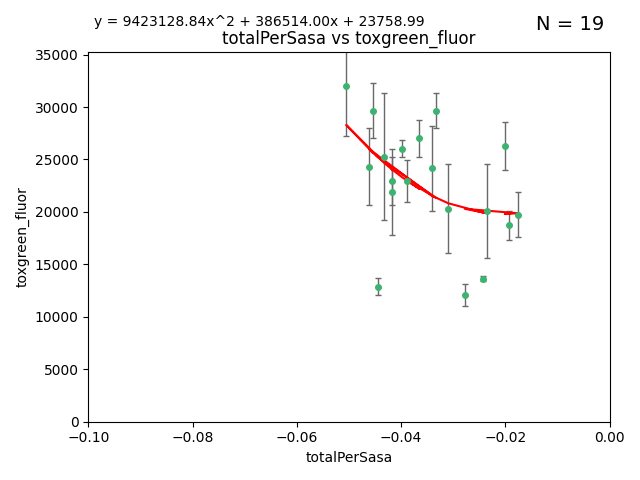 y = 9423128.84x^2 + 386514.00x + 23758.99
N = 19
totalPerSasa vs toxgreen_fluor
35000
30000
25000
20000
15000
10000
5000
0
toxgreen_fluor
−0.10
−0.08
−0.06
−0.04
−0.02
0.00
totalPerSasa